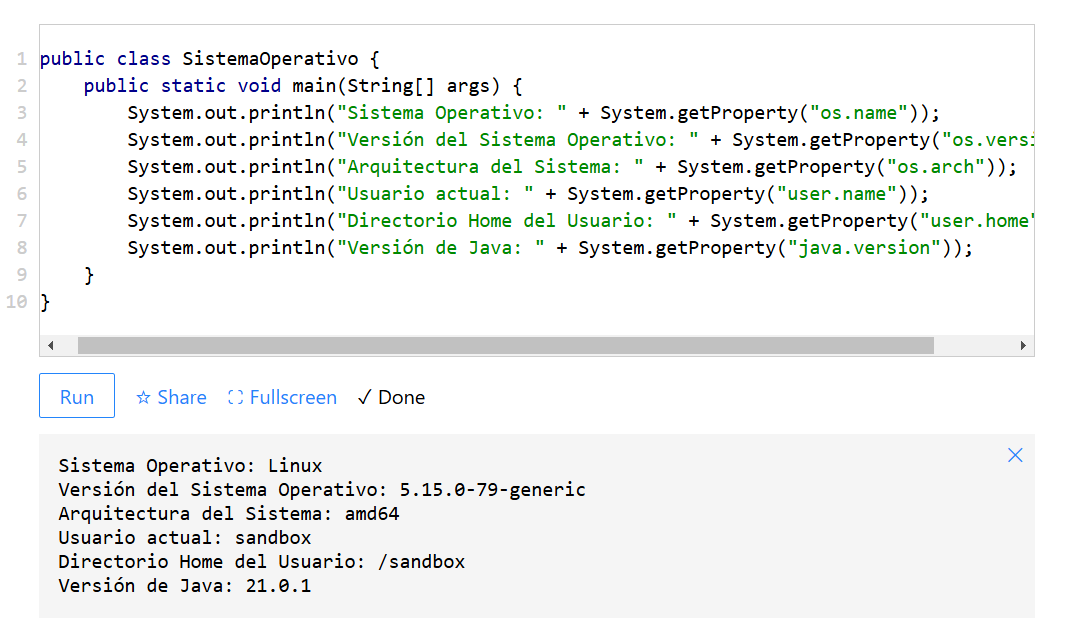 1 public class SistemaOperativo {
2 public static void main(String[] args) {
3 System.out.println("Sistema Operativo: " + System.getProperty("os.name"));
4 System.out.println("Versión del Sistema Operativo: " + System.getProperty("os.versi
5 System.out.println("Arquitectura del Sistema: " + System.getProperty("os.arch"));
6 System.out.println("Usuario actual: " + System.getProperty("user.name"));
7 System.out.println("Directorio Home del Usuario: " + System.getProperty("user.home"
8 System.out.println("Versión de Java: " + System.getProperty("java.version"));
9 }
10 }
Run ☆ Share Fullscreen ✓ Done
Sistema Operativo: Linux
Versión del Sistema Operativo: 5.15.0-79-generic
Arquitectura del Sistema: amd64
Usuario actual: sandbox
Directorio Home del Usuario: /sandbox
Versión de Java: 21.0.1